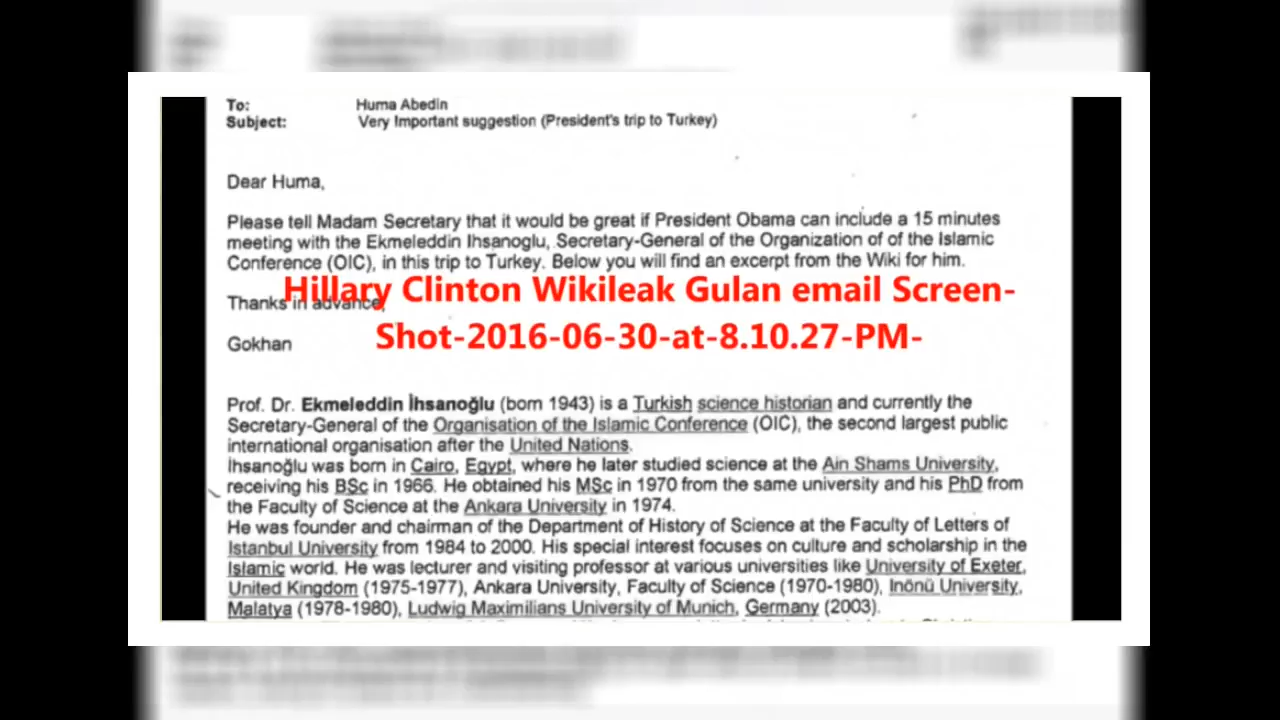 To: Huma Abedin
Subject: Very Important suggestion (President's trip to Turkey)
Dear Huma,
Please tell Madam Secretary that it would be great if President Obama can include a 15 minutes
meeting with the Ekmeleddin Ihsanoglu, Secretary-General of the Organization of of the Islamic
Conference (OIC), in this trip to Turkey. Below you will find an excerpt from the Wiki for him.
Hillary Clinton Wikileak Gulan email Screen-
Thanks in advance,
Shot-2016-06-30-at-8.10.27-PM-
Gokhan
Prof. Dr. Ekmeleddin İhsanoğlu (born 1943) is a Turkish science historian and currently the
Secretary-General of the Organisation of the Islamic Conference (OIC), the second largest public
international organisation after the United Nations.
İhsanoğlu was born in Cairo, Egypt, where he later studied science at the Ain Shams University,
receiving his BSc in 1966. He obtained his MSc in 1970 from the same university and his PhD from
the Faculty of Science at the Ankara University in 1974.
He was founder and chairman of the Department of History of Science at the Faculty of Letters of
Istanbul University from 1984 to 2000. His special interest focuses on culture and scholarship in the
Islamic world. He was lecturer and visiting professor at various universities like University of Exeter,
United Kingdom (1975-1977), Ankara University, Faculty of Science (1970-1980), Inönü University,
Malatya (1978-1980), Ludwig Maximilians University of Munich, Germany (2003).